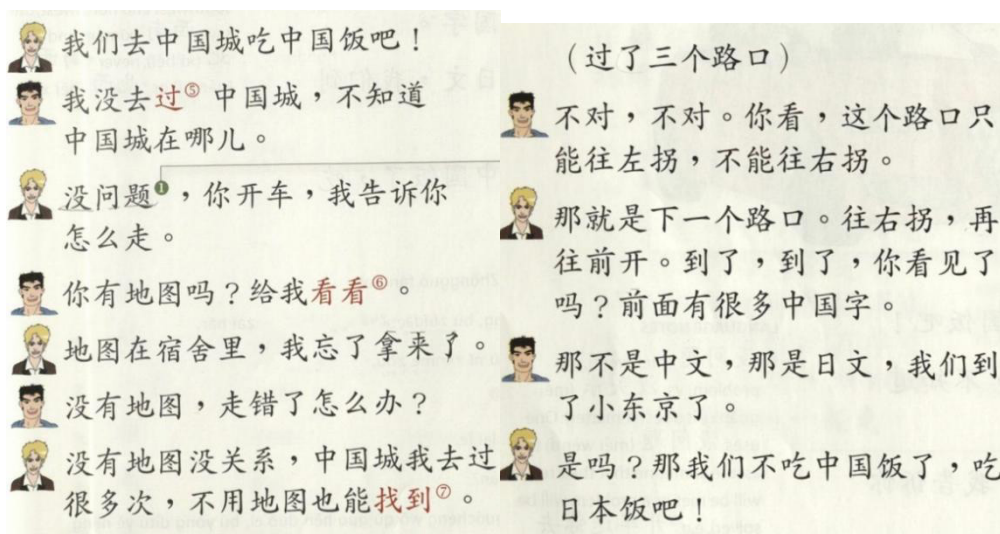 我们去中国城吃中国饭吧！
我没去过⑤中国城，不知道
中国城在哪儿。
没问题❶，你开车，我告诉你
怎么走。
你有地图吗？给我看看⑥。
地图在宿舍里，我忘了拿来了。
没有地图，走错了怎么办？
没有地图没关系，中国城我去过
很多次，不用地图也能找到⑦。
（过了三个路口）
不对，不对。你看，这个路口只
能往左拐，不能往右拐。
那就是下一个路口。往右拐，再
往前开。到了，到了，你看见了
吗？前面有很多中国字。
那不是中文，那是日文，我们到
了小东京了。
是吗？那我们不吃中国饭了，吃
日本饭吧！